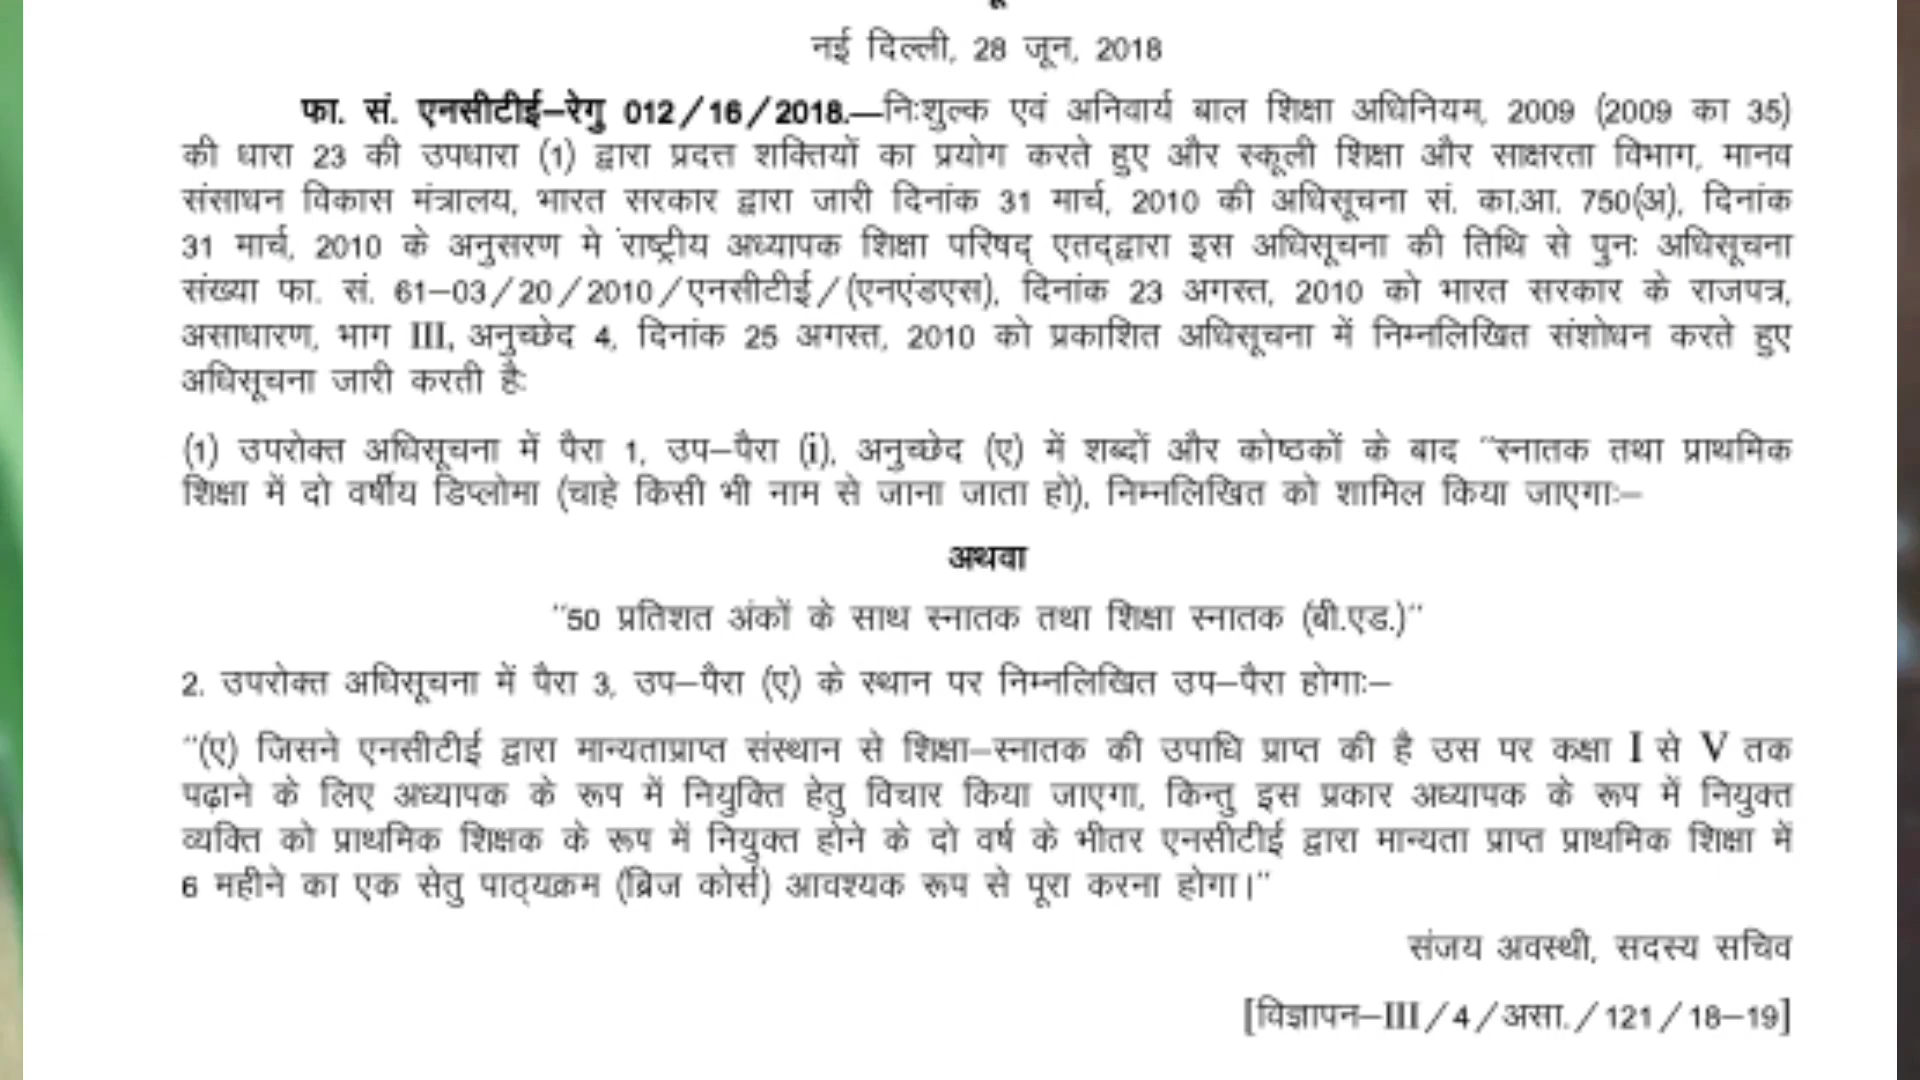 नई दिल्ली, 28 जून, 2018
फा. सं. एनसीटीई–रेगु 012/16/2018.—नि:शुल्क एवं अनिवार्य बाल शिक्षा अधिनियम, 2009 (2009 का 35)
की धारा 23 की उपधारा (1) द्वारा प्रदत्त शक्तियों का प्रयोग करते हुए और स्कूली शिक्षा और साक्षरता विभाग, मानव
संसाधन विकास मंत्रालय, भारत सरकार द्वारा जारी दिनांक 31 मार्च, 2010 की अधिसूचना सं. का.आ. 750(अ), दिनांक
31 मार्च, 2010 के अनुसरण मे राष्ट्रीय अध्यापक शिक्षा परिषद् एतद्द्वारा इस अधिसूचना की तिथि से पुन: अधिसूचना
संख्या फा. सं. 61–03/20/2010/एनसीटीई/(एनएंडएस), दिनांक 23 अगस्त, 2010 को भारत सरकार के राजपत्र,
असाधारण, भाग III, अनुच्छेद 4, दिनांक 25 अगस्त, 2010 को प्रकाशित अधिसूचना में निम्नलिखित संशोधन करते हुए
अधिसूचना जारी करती है:
(1) उपरोक्त अधिसूचना में पैरा 1, उप–पैरा (i), अनुच्छेद (ए) में शब्दों और कोष्ठकों के बाद "स्नातक तथा प्राथमिक
शिक्षा में दो वर्षीय डिप्लोमा (चाहे किसी भी नाम से जाना जाता हो), निम्नलिखित को शामिल किया जाएगा:–
अथवा
"50 प्रतिशत अंकों के साथ स्नातक तथा शिक्षा स्नातक (बी.एड.)"
2. उपरोक्त अधिसूचना में पैरा 3, उप–पैरा (ए) के स्थान पर निम्नलिखित उप–पैरा होगा:–
"(ए) जिसने एनसीटीई द्वारा मान्यताप्राप्त संस्थान से शिक्षा–स्नातक की उपाधि प्राप्त की है उस पर कक्षा I से V तक
पढ़ाने के लिए अध्यापक के रूप में नियुक्ति हेतु विचार किया जाएगा, किन्तु इस प्रकार अध्यापक के रूप में नियुक्त
व्यक्ति को प्राथमिक शिक्षक के रूप में नियुक्त होने के दो वर्ष के भीतर एनसीटीई द्वारा मान्यता प्राप्त प्राथमिक शिक्षा में
6 महीने का एक सेतु पाठ्यक्रम (ब्रिज कोर्स) आवश्यक रूप से पूरा करना होगा।"
संजय अवस्थी, सदस्य सचिव
[विज्ञापन–III/4/असा./121/18–19]